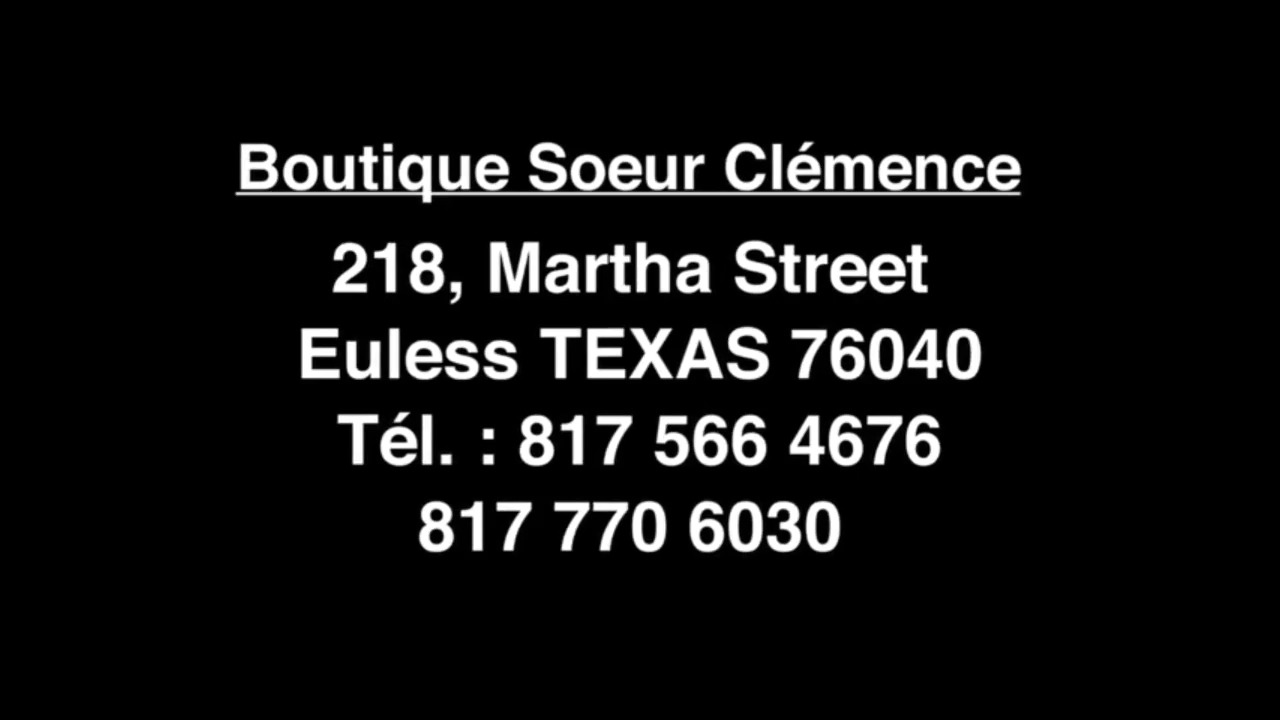 Boutique Soeur Clémence
218, Martha Street
Euless TEXAS 76040
Tél. : 817 566 4676
817 770 6030